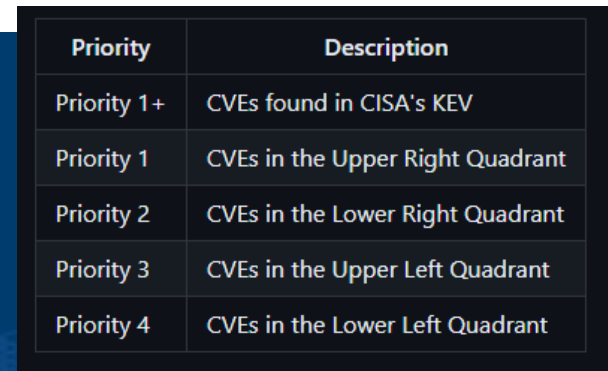 Priority Description
Priority 1+ CVEs found in CISA's KEV
Priority 1 CVEs in the Upper Right Quadrant
Priority 2 CVEs in the Lower Right Quadrant
Priority 3 CVEs in the Upper Left Quadrant
Priority 4 CVEs in the Lower Left Quadrant